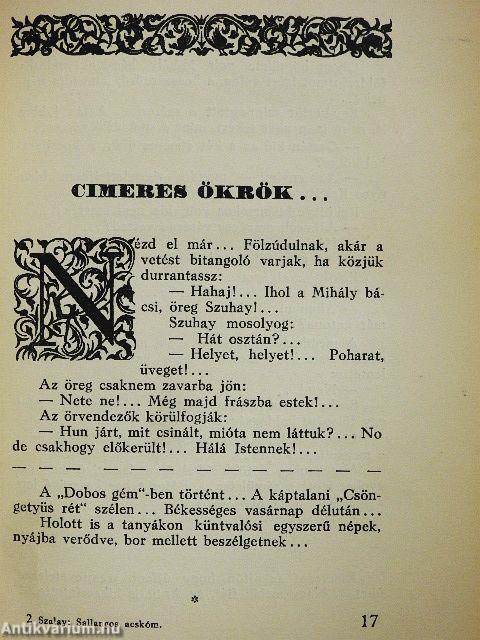 CIMERES ÖKRÖK...
Nézd el már... Fölzúdulnak, akár a
vetést bitangoló varjak, ha közjük
durrantassz:
— Hahaj!... Ihol a Mihály bá-
csi, öreg Szuhay!...
Szuhay mosolyog:
— Hát osztán?...
— Helyet, helyet!... Poharat,
üveget!...
Az öreg csaknem zavarba jön:
— Nete ne!... Még majd frászba estek!...
Az örvendezők körülfogják:
— Hun járt, mit csinált, mióta nem láttuk?... No
de csakhogy előkerült!... Hálá Istennek!...
— — — — — — — — — — — — — —
A „Dobos gém"-ben történt... A káptalani „Csön-
getyüs rét" szélen... Békességes vasárnap délután...
Holott is a tanyákon küntvalósi egyszerű népek,
nyájba verődve, bor mellett beszélgetnek...
*
2 Szalay: Sallangos acskóm.
17
Antikvarium.hu